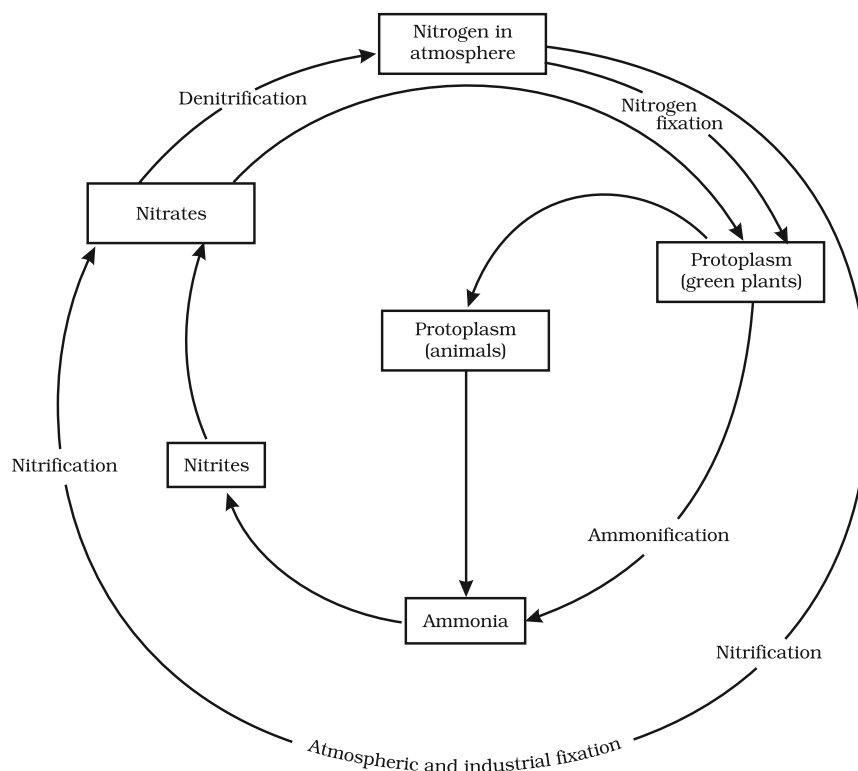 Nitrogen in
atmosphere
Denitrification
Nitrogen
fixation
Nitrates
Protoplasm
(green plants)
Protoplasm
(animals)
Nitrification
Nitrites
Ammonification
Ammonia
Nitrification
Atmospheric and industrial fixation